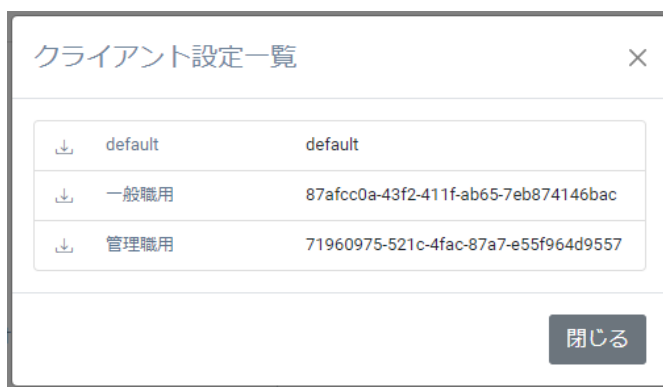 クライアント設定一覧
default default
一般職用 87afcc0a-43f2-411f-ab65-7eb874146bac
管理職用 71960975-521c-4fac-87a7-e55f964d9557
閉じる